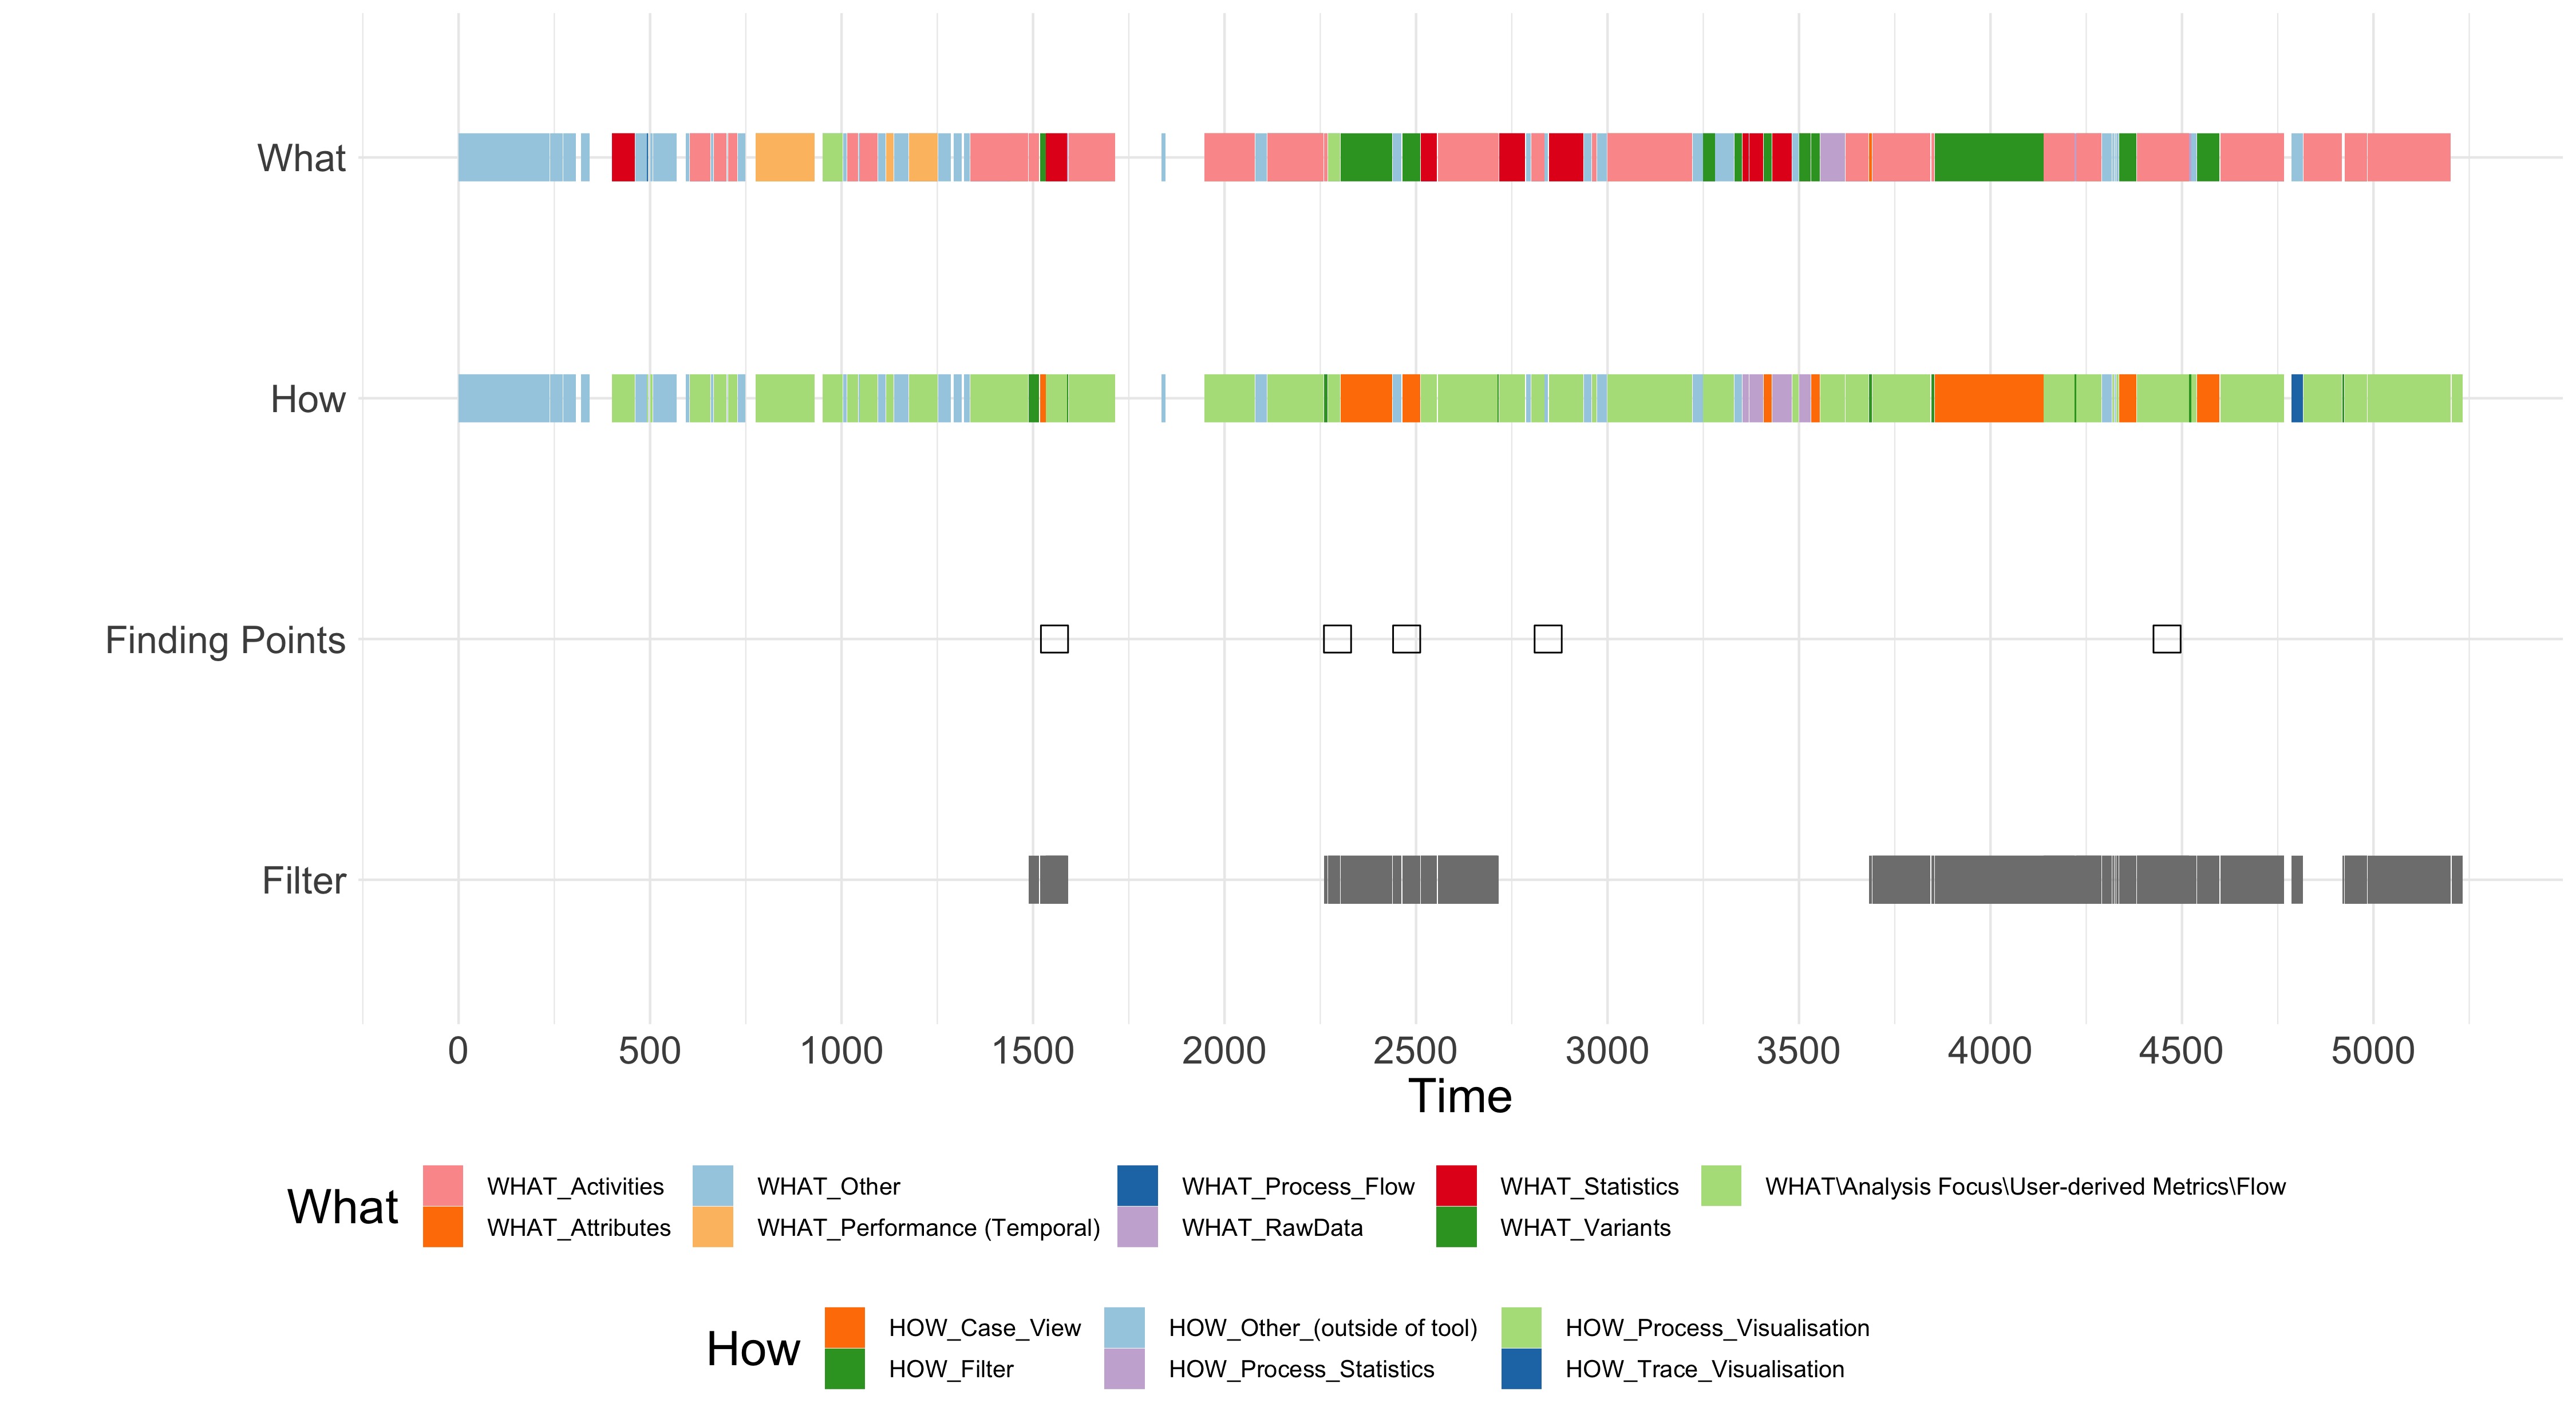 What
How
Finding Points
Filter
0 500 1000 1500 2000 2500 3000 3500 4000 4500 5000
Time
What
WHAT_Activities WHAT_Other WHAT_Process_Flow WHAT_Statistics WHAT\Analysis Focus\User-derived Metrics\Flow
WHAT_Attributes WHAT_Performance (Temporal) WHAT_RawData WHAT_Variants
How
HOW_Case_View HOW_Other_(outside of tool) HOW_Process_Visualisation
HOW_Filter HOW_Process_Statistics HOW_Trace_Visualisation